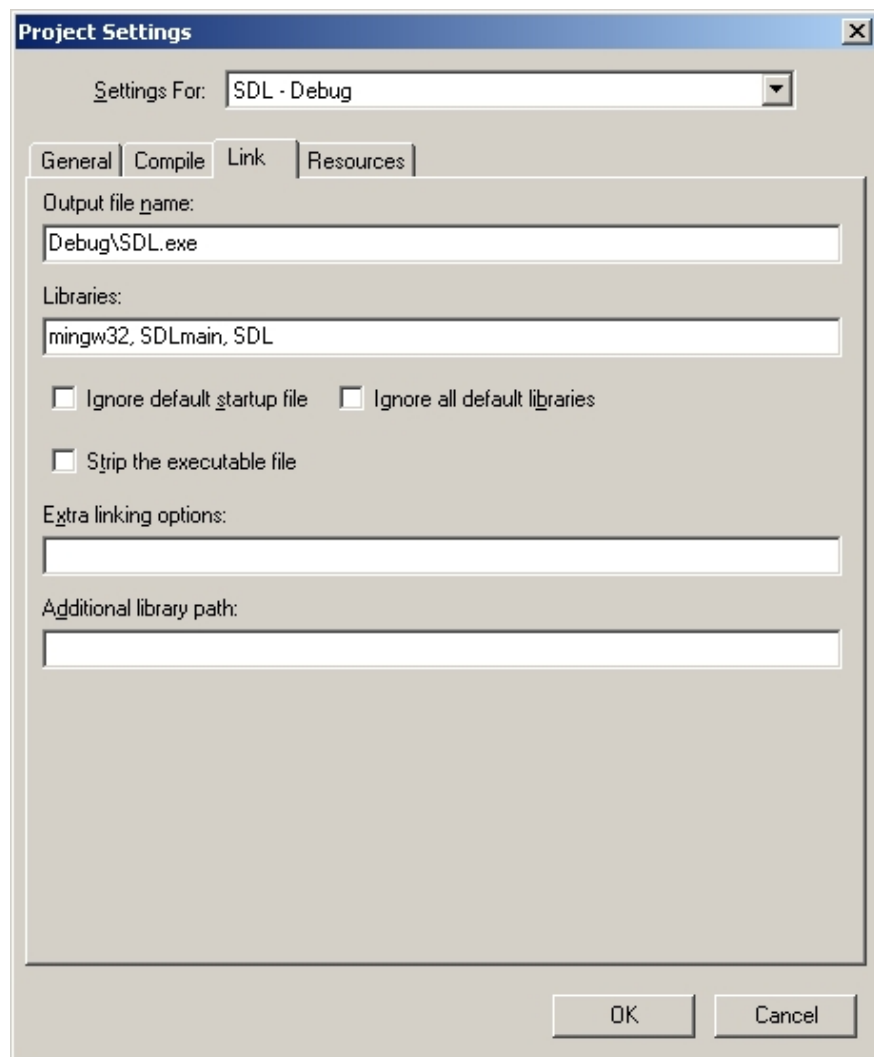 Project Settings
Settings For: SDL - Debug
General Compile Link Resources
Output file name:
Debug\SDL.exe
Libraries:
mingw32, SDLmain, SDL
Ignore default startup file Ignore all default libraries
Strip the executable file
Extra linking options:
Additional library path:
OK Cancel